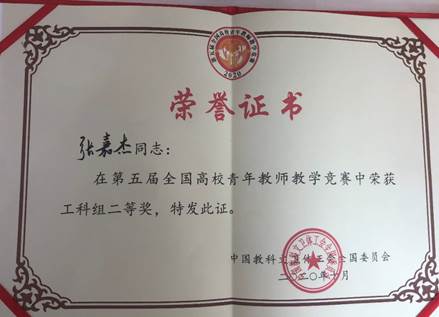 2020
荣誉证书
张嘉杰同志：
在第五届全国高校青年教师教学竞赛中荣获
工科组二等奖，特发此证。
中国教科文卫体工会全国委员会
二〇二〇年十月